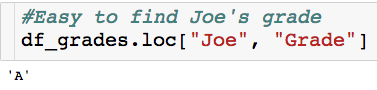 #Easy to find Joe's grade
df_grades.loc["Joe", "Grade"]
'A'